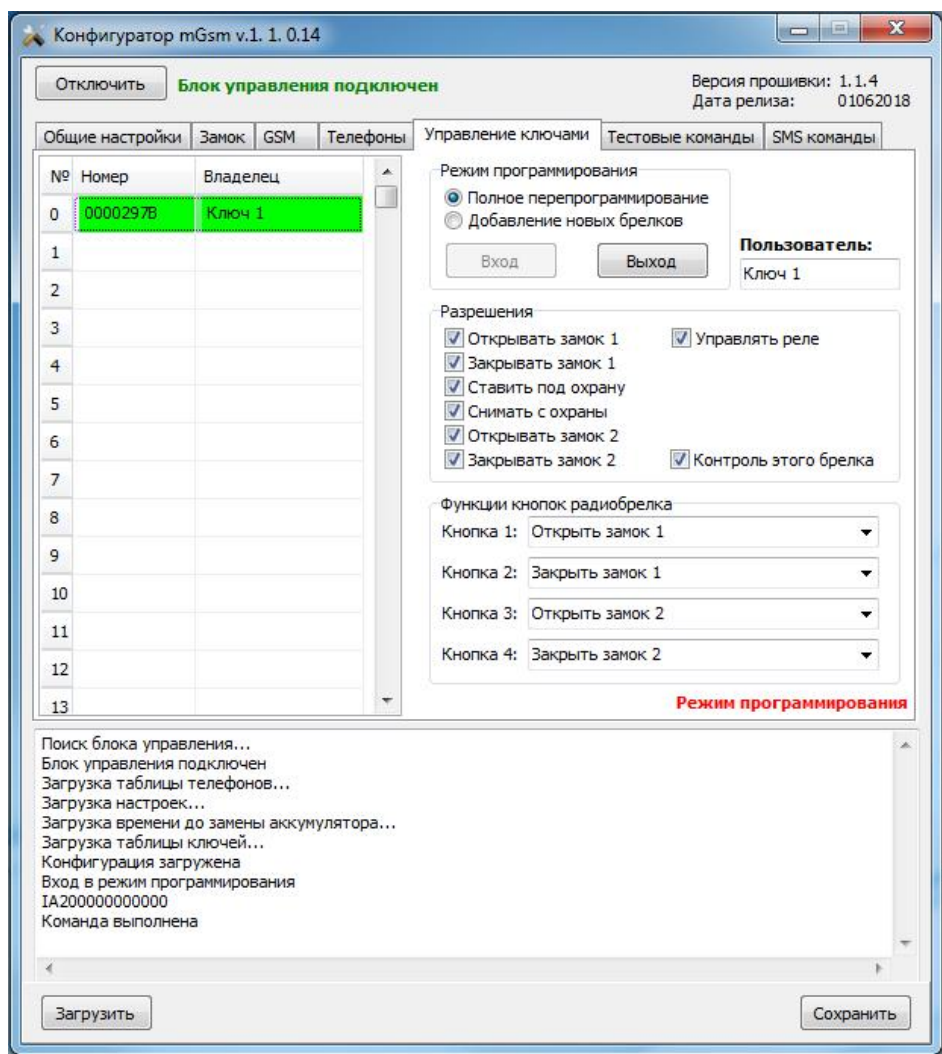 Конфигуратор mGsm v.1. 1. 0.14
Отключить
Блок управления подключен
Версия прошивки: 1.1.4
Дата релиза: 01062018
Общие настройки
Замок
GSM
Телефоны
Управление ключами
Тестовые команды
SMS команды
№ Номер Владелец
0 0000297B Ключ 1
1
2
3
4
5
6
7
8
9
10
11
12
13
Режим программирования
Полное перепрограммирование
Добавление новых брелков
Вход
Выход
Пользователь:
Ключ 1
Разрешения
Открывать замок 1
Управлять реле
Закрывать замок 1
Ставить под охрану
Снимать с охраны
Открывать замок 2
Закрывать замок 2
Контроль этого брелка
Функции кнопок радиобрелка
Кнопка 1: Открыть замок 1
Кнопка 2: Закрыть замок 1
Кнопка 3: Открыть замок 2
Кнопка 4: Закрыть замок 2
Режим программирования
Поиск блока управления...
Блок управления подключен
Загрузка таблицы телефонов...
Загрузка настроек...
Загрузка времени до замены аккумулятора...
Загрузка таблицы ключей...
Конфигурация загружена
Вход в режим программирования
IA200000000000
Команда выполнена
Загрузить
Сохранить